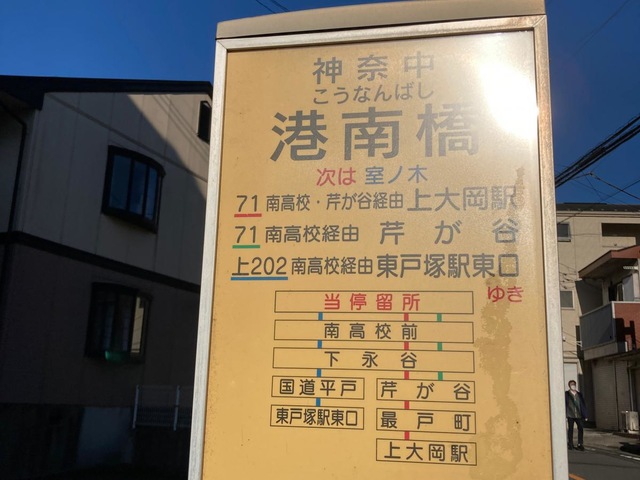 神奈中
こうなんばし
港南橋
次は 室ノ木
71 南高校・芹が谷経由 上大岡駅
71 南高校経由 芹が谷
上202 南高校経由 東戸塚駅東口
ゆき
当停留所
南高校前
下永谷
国道平戸 芹が谷
東戸塚駅東口 最戸町
上大岡駅